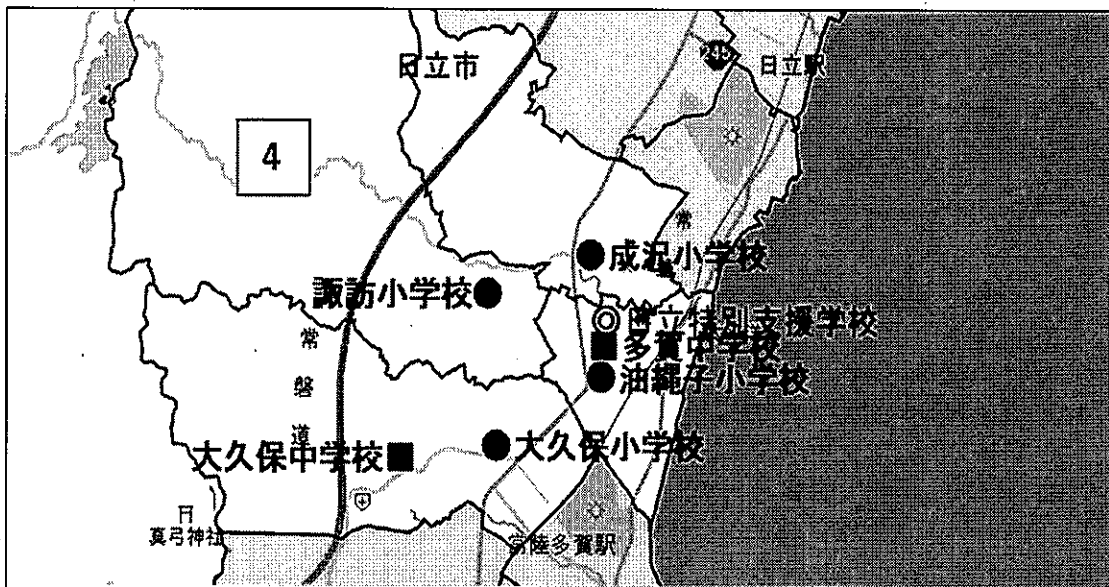 日立市
日立駅
4
常
成沢小学校
諏訪小学校
日立特別支援学校
多賀中学校
油縄子小学校
常
磐
道
大久保中学校
大久保小学校
真弓神社
常陸多賀駅